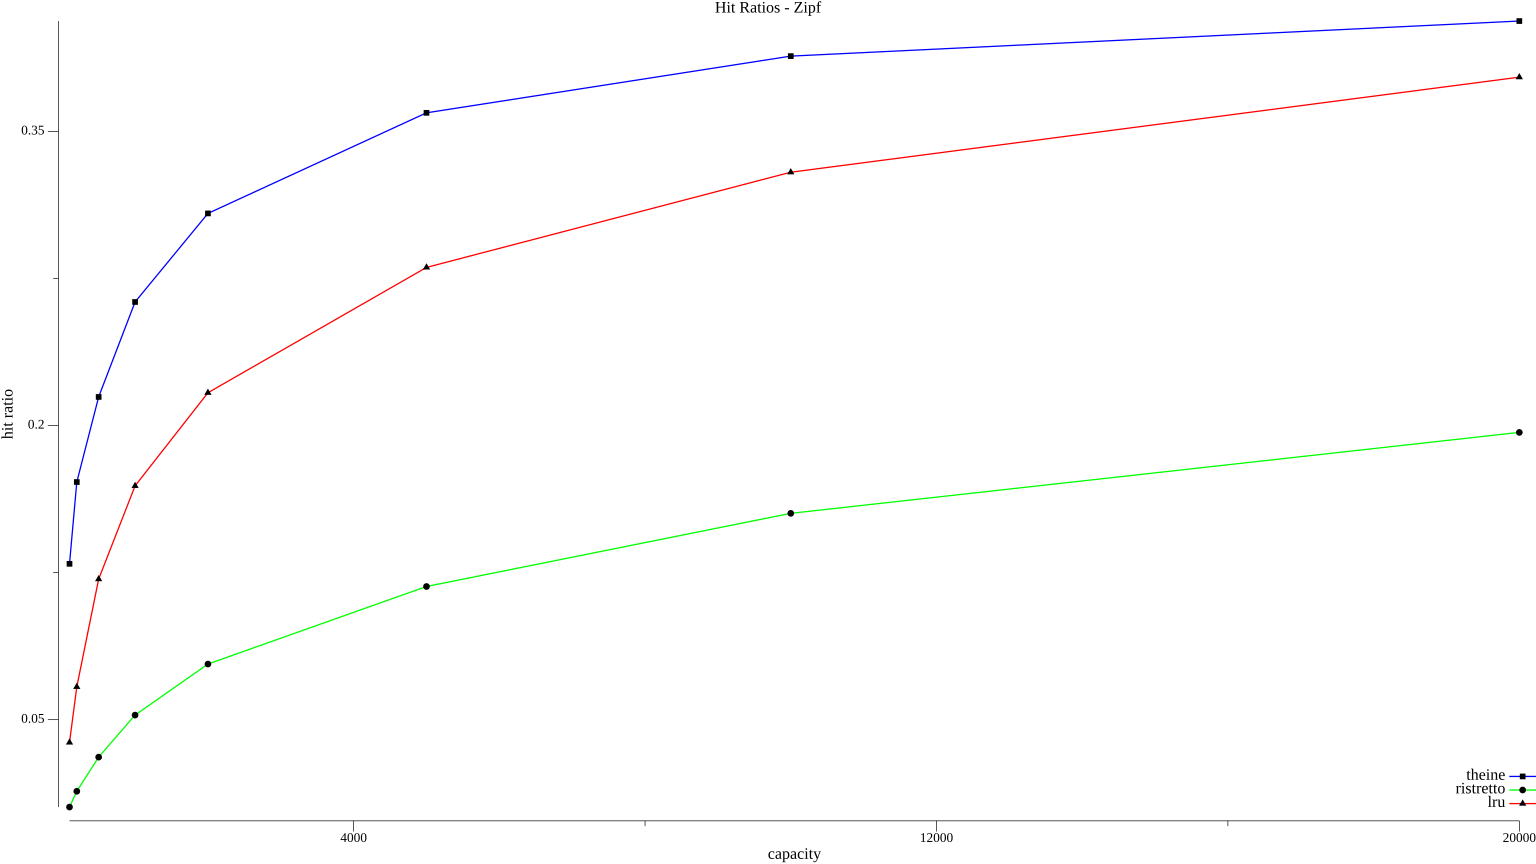 Hit Ratios - Zipf
0.35
0.2
0.05
hit ratio
4000
12000
20000
capacity
theine
ristretto
lru